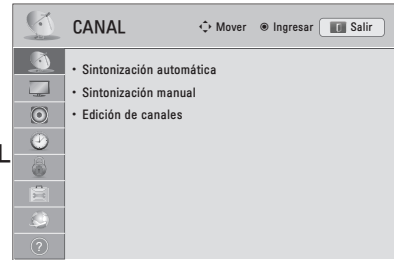 CANAL Mover Ingresar Salir
• Sintonización automática
• Sintonización manual
• Edición de canales
?
L